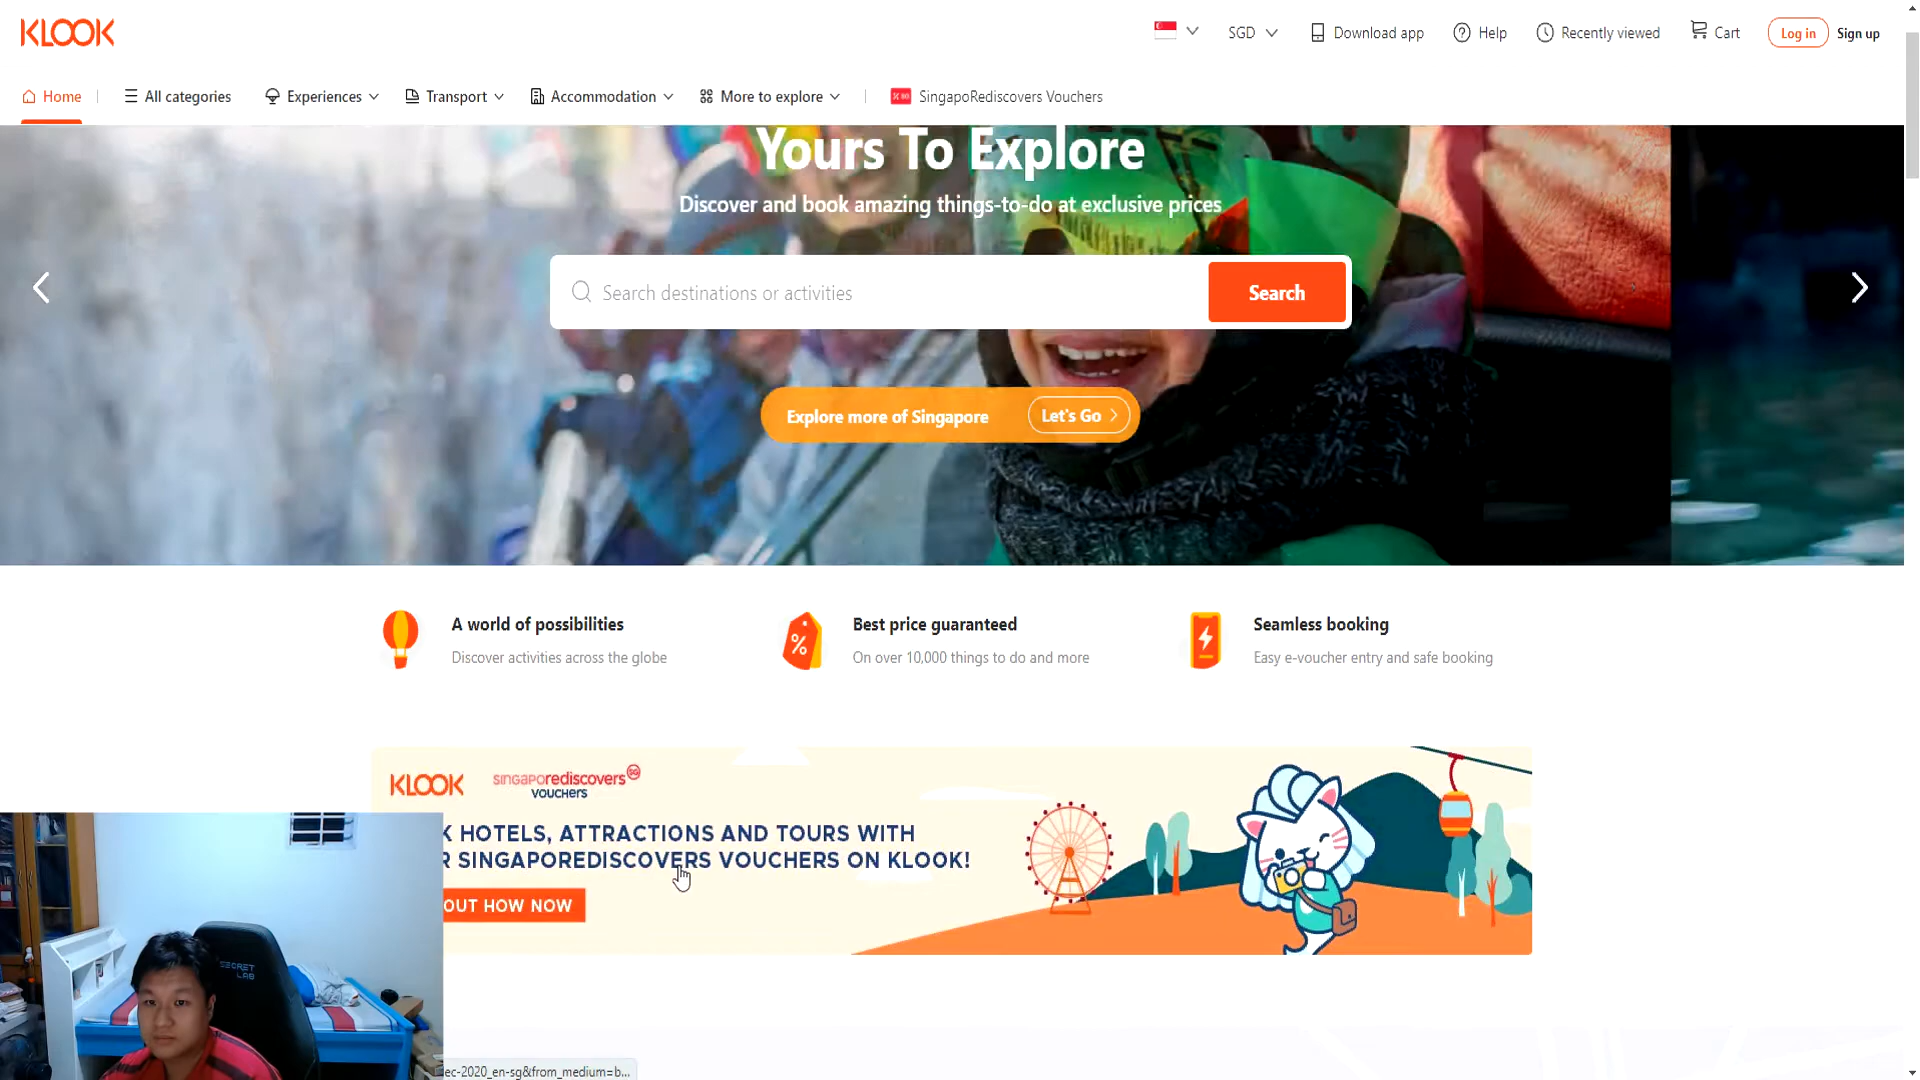 KLOOK
SGD
Download app
Help
Recently viewed
Cart
Log in
Sign up
Home
All categories
Experiences
Transport
Accommodation
More to explore
SingapoRediscovers Vouchers
Yours To Explore
Discover and book amazing things-to-do at exclusive prices
Search destinations or activities
Search
Explore more of Singapore
Let's Go
A world of possibilities
Discover activities across the globe
%
Best price guaranteed
On over 10,000 things to do and more
Seamless booking
Easy e-voucher entry and safe booking
KLOOK
singaporediscovers SG
vouchers
K HOTELS, ATTRACTIONS AND TOURS WITH
R SINGAPOREDISCOVERS VOUCHERS ON KLOOK!
OUT HOW NOW
SECRET
LAB
ec-2020_en-sg&from_medium=b...